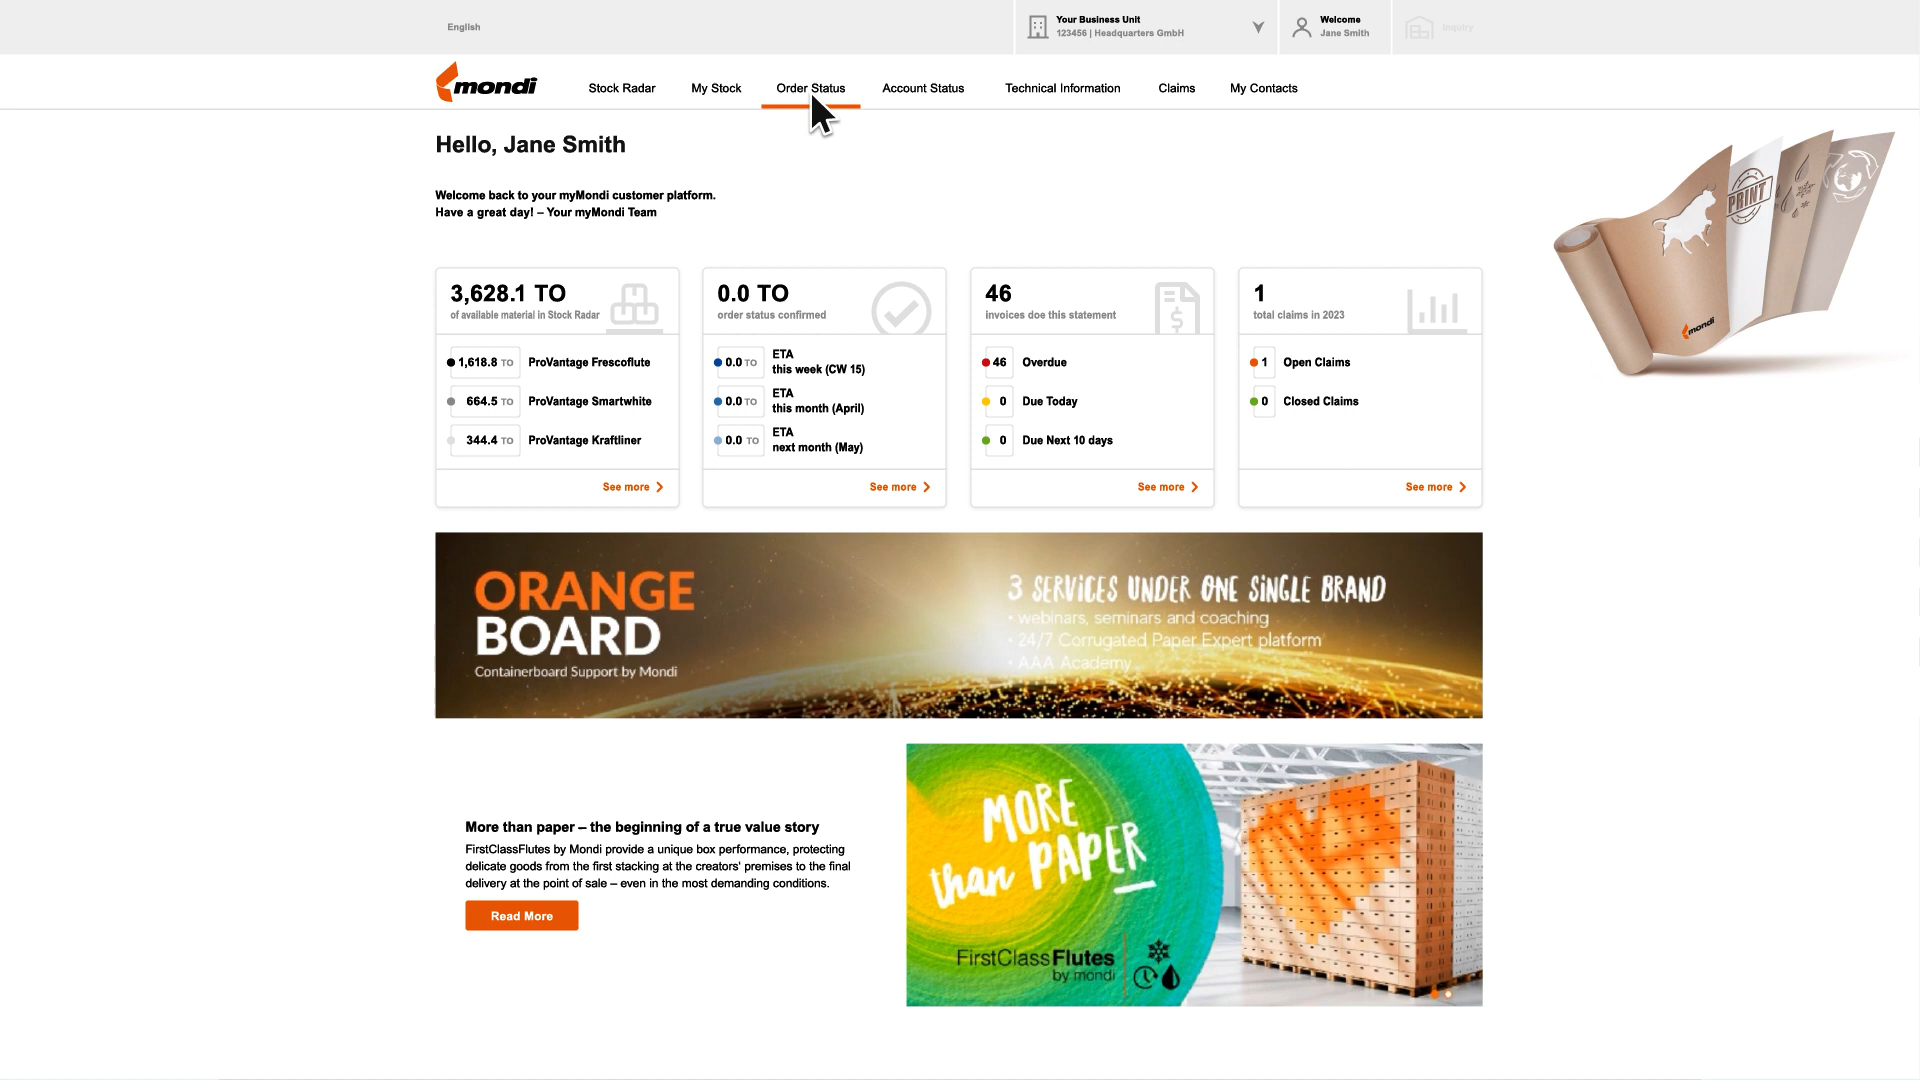 English
Your Business Unit
123456 | Headquarters GmbH
Welcome
Jane Smith
Inquiry
mondi
Stock Radar
My Stock
Order Status
Account Status
Technical Information
Claims
My Contacts
Hello, Jane Smith
Welcome back to your myMondi customer platform.
Have a great day! – Your myMondi Team
PRINT
mondi
3,628.1 TO
of available material in Stock Radar
1,618.8 TO ProVantage Frescoflute
664.5 TO ProVantage Smartwhite
344.4 TO ProVantage Kraftliner
See more
0.0 TO
order status confirmed
0.0 TO
ETA
this week (CW 15)
0.0 TO
ETA
this month (April)
0.0 TO
ETA
next month (May)
See more
46
invoices doe this statement
46 Overdue
0 Due Today
0 Due Next 10 days
See more
1
total claims in 2023
1 Open Claims
0 Closed Claims
See more
ORANGE
BOARD
Containerboard Support by Mondi
3 SERVICES UNDER ONE SINGLE BRAND
• webinars, seminars and coaching
• 24/7 Corrugated Paper Expert platform
• AAA Academy
More than paper – the beginning of a true value story
FirstClassFlutes by Mondi provide a unique box performance, protecting
delicate goods from the first stacking at the creators' premises to the final
delivery at the point of sale – even in the most demanding conditions.
Read More
MORE
than PAPER
FirstClassFlutes
by mondi